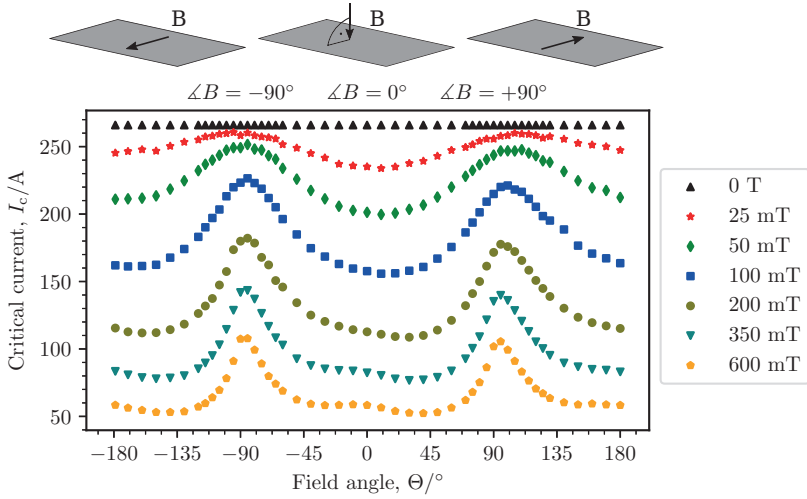 B B B
∡B = −90° ∡B = 0° ∡B = +90°
Critical current, I_c/A
250
200
150
100
50
−180 −135 −90 −45 0 45 90 135 180
Field angle, Θ/°
0 T
25 mT
50 mT
100 mT
200 mT
350 mT
600 mT